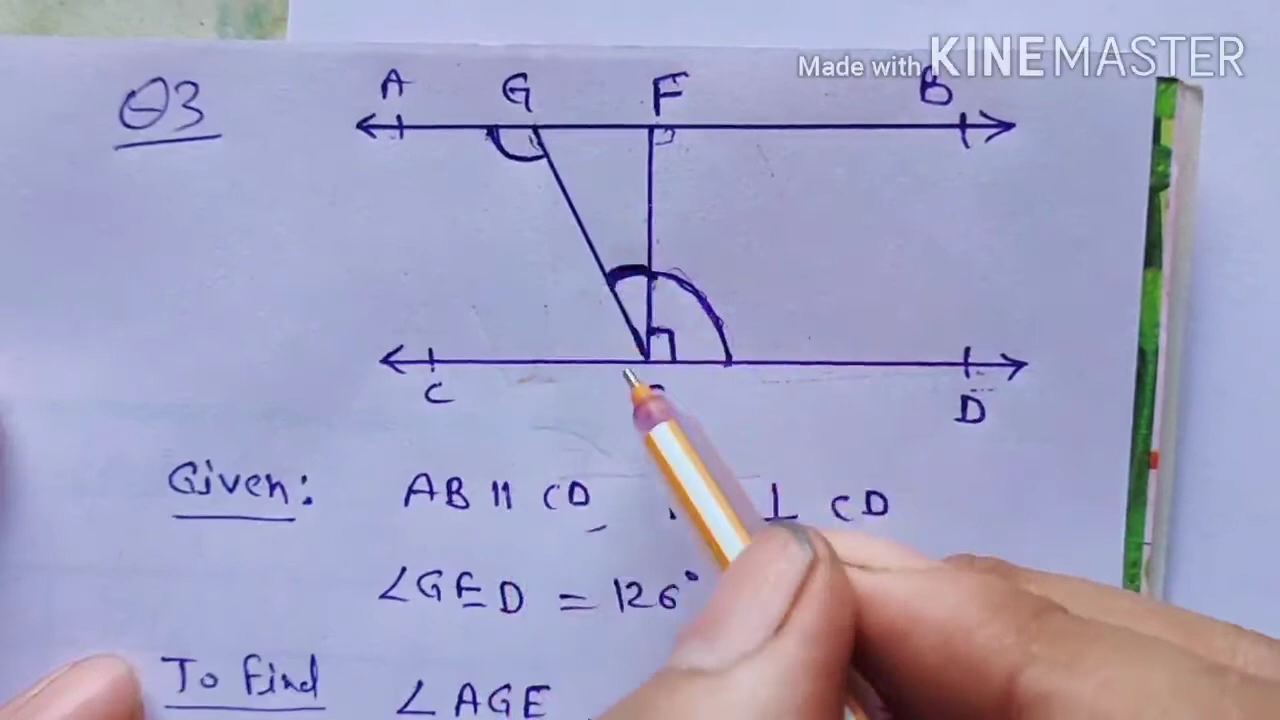 Made with KINEMASTER
Q3
A G F B
C D
Given: AB || CD, ⊥ CD
∠GED = 126°
To Find ∠AGE